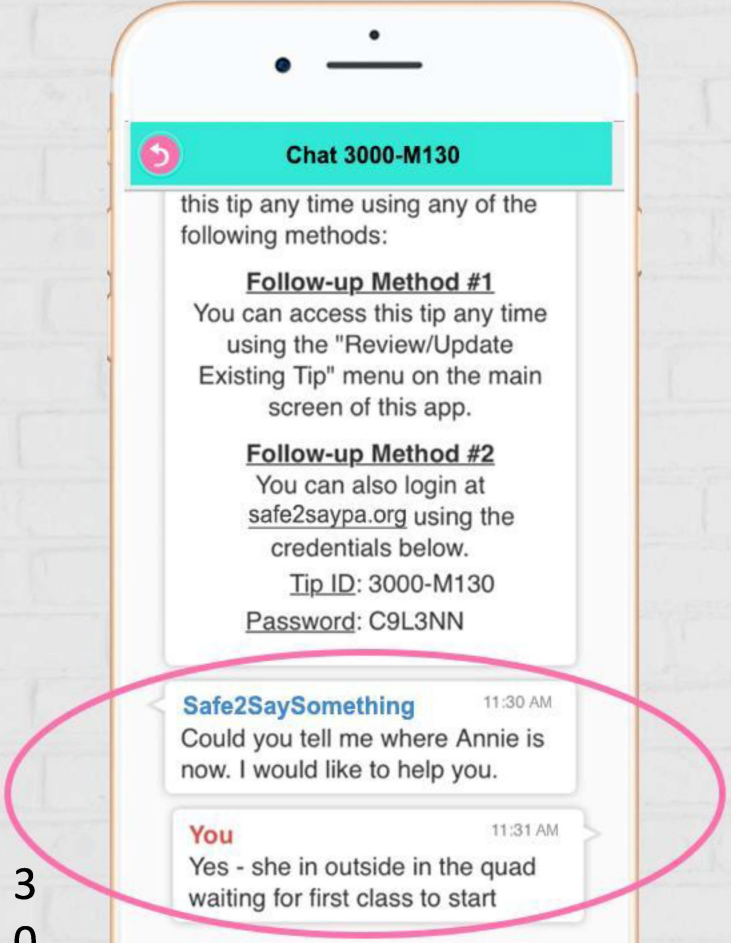 Chat 3000-M130
this tip any time using any of the
following methods:
Follow-up Method #1
You can access this tip any time
using the "Review/Update
Existing Tip" menu on the main
screen of this app.
Follow-up Method #2
You can also login at
safe2saypa.org using the
credentials below.
Tip ID: 3000-M130
Password: C9L3NN
Safe2SaySomething 11:30 AM
Could you tell me where Annie is
now. I would like to help you.
You 11:31 AM
Yes - she in outside in the quad
waiting for first class to start
3
0